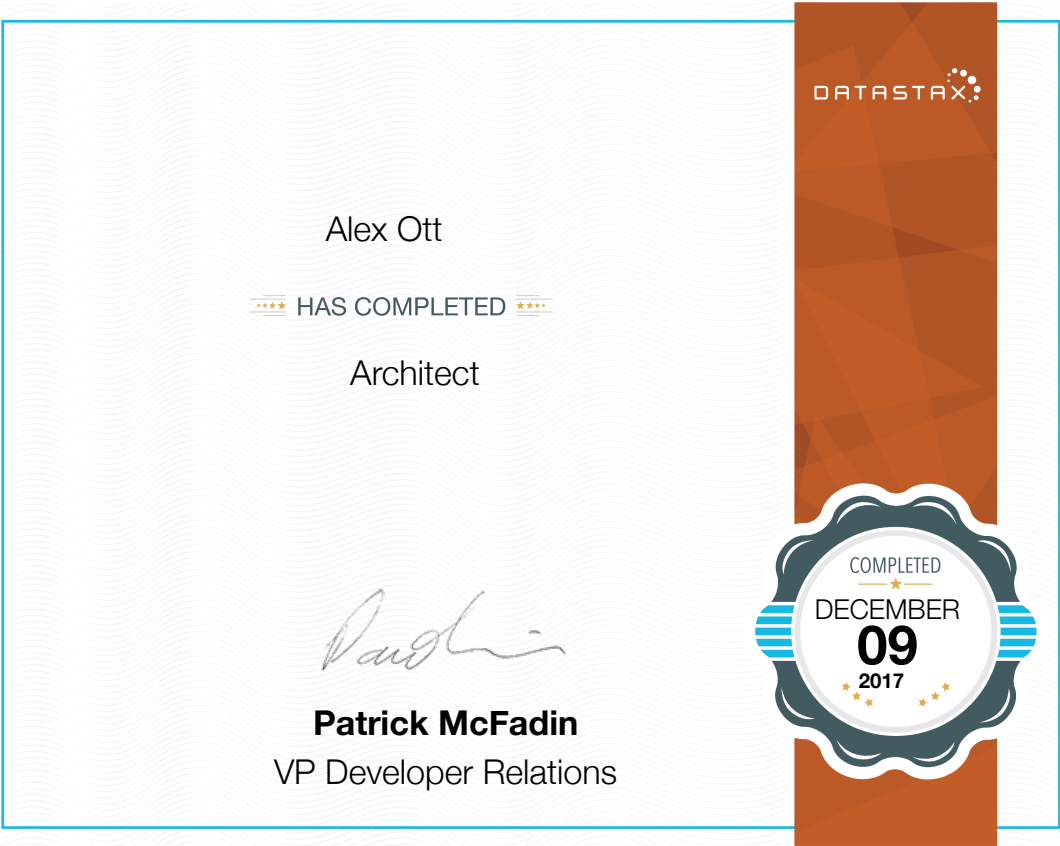 DATASTAX
Alex Ott
HAS COMPLETED
Architect
Patrick McFadin
VP Developer Relations
COMPLETED
DECEMBER
09
2017